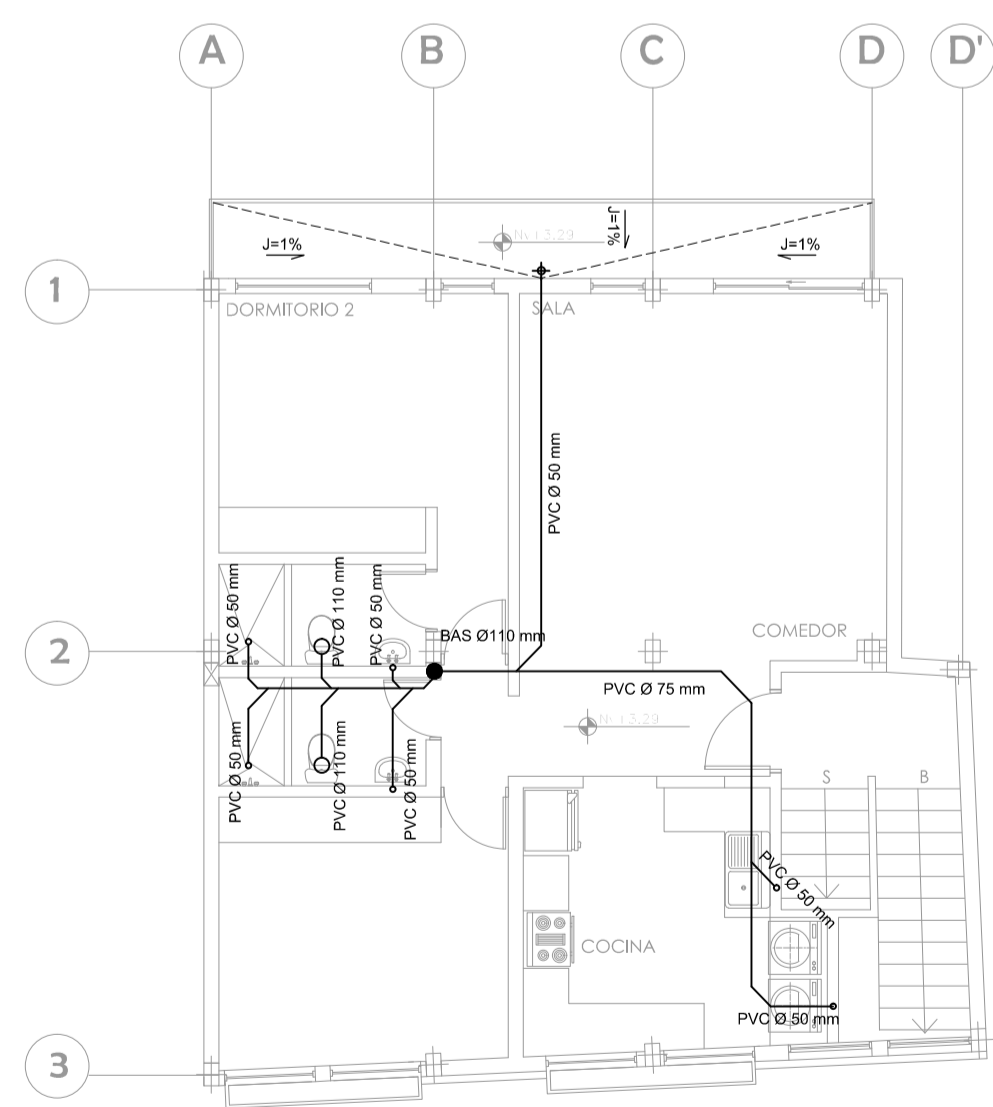 A
B
C
D
D'
1
2
3
J=1%
J=1%
J=1%
DORMITORIO 2
SALA
PVC Ø 50 mm
PVC Ø 50 mm
PVC Ø 110 mm
PVC Ø 50 mm
BAS Ø110 mm
COMEDOR
PVC Ø 75 mm
PVC Ø 50 mm
PVC Ø 110 mm
PVC Ø 50 mm
S
B
PVC Ø 50 mm
COCINA
PVC Ø 50 mm